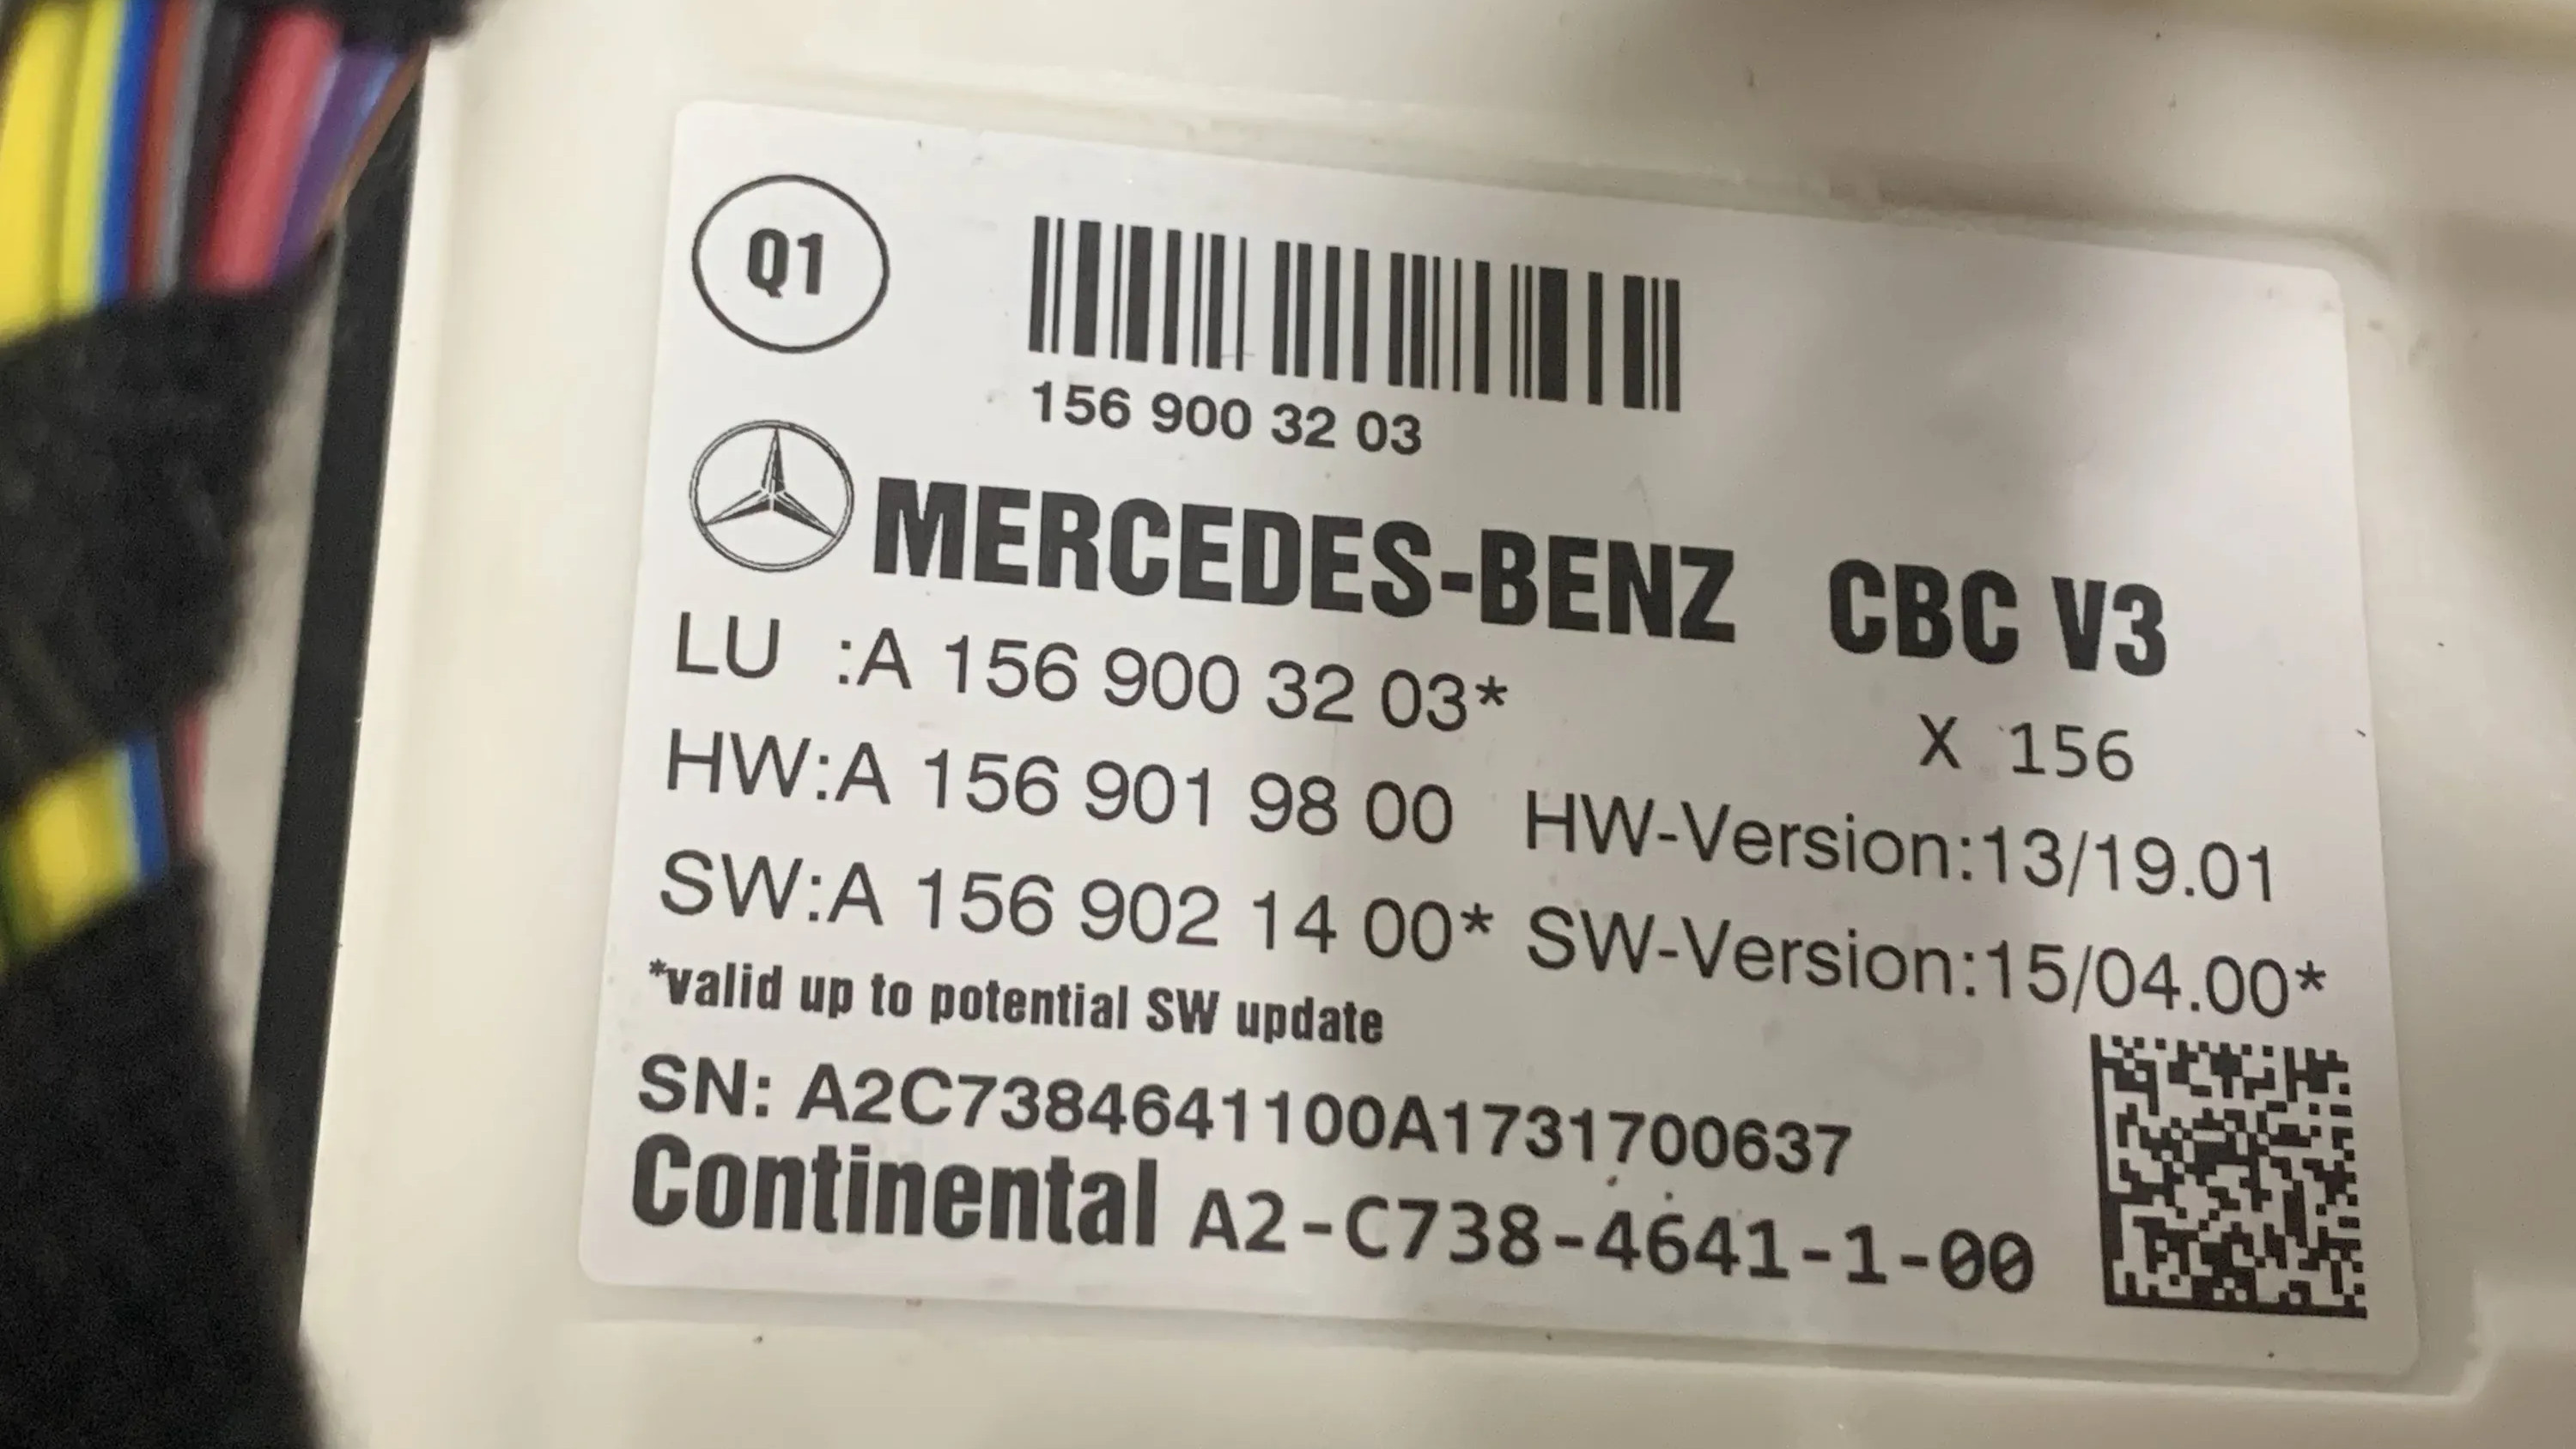 Q1
156 900 32 03
MERCEDES-BENZ CBC V3
LU :A 156 900 32 03*
X 156
HW:A 156 901 98 00 HW-Version:13/19.01
SW:A 156 902 14 00* SW-Version:15/04.00*
*valid up to potential SW update
SN: A2C7384641100A1731700637
Continental A2-C738-4641-1-00